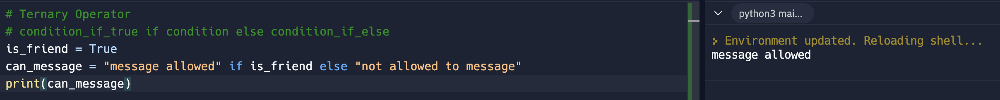 # Ternary Operator
# condition_if_true if condition else condition_if_else
is_friend = True
can_message = "message allowed" if is_friend else "not allowed to message"
print(can_message)
python3 mai...
Environment updated. Reloading shell...
message allowed